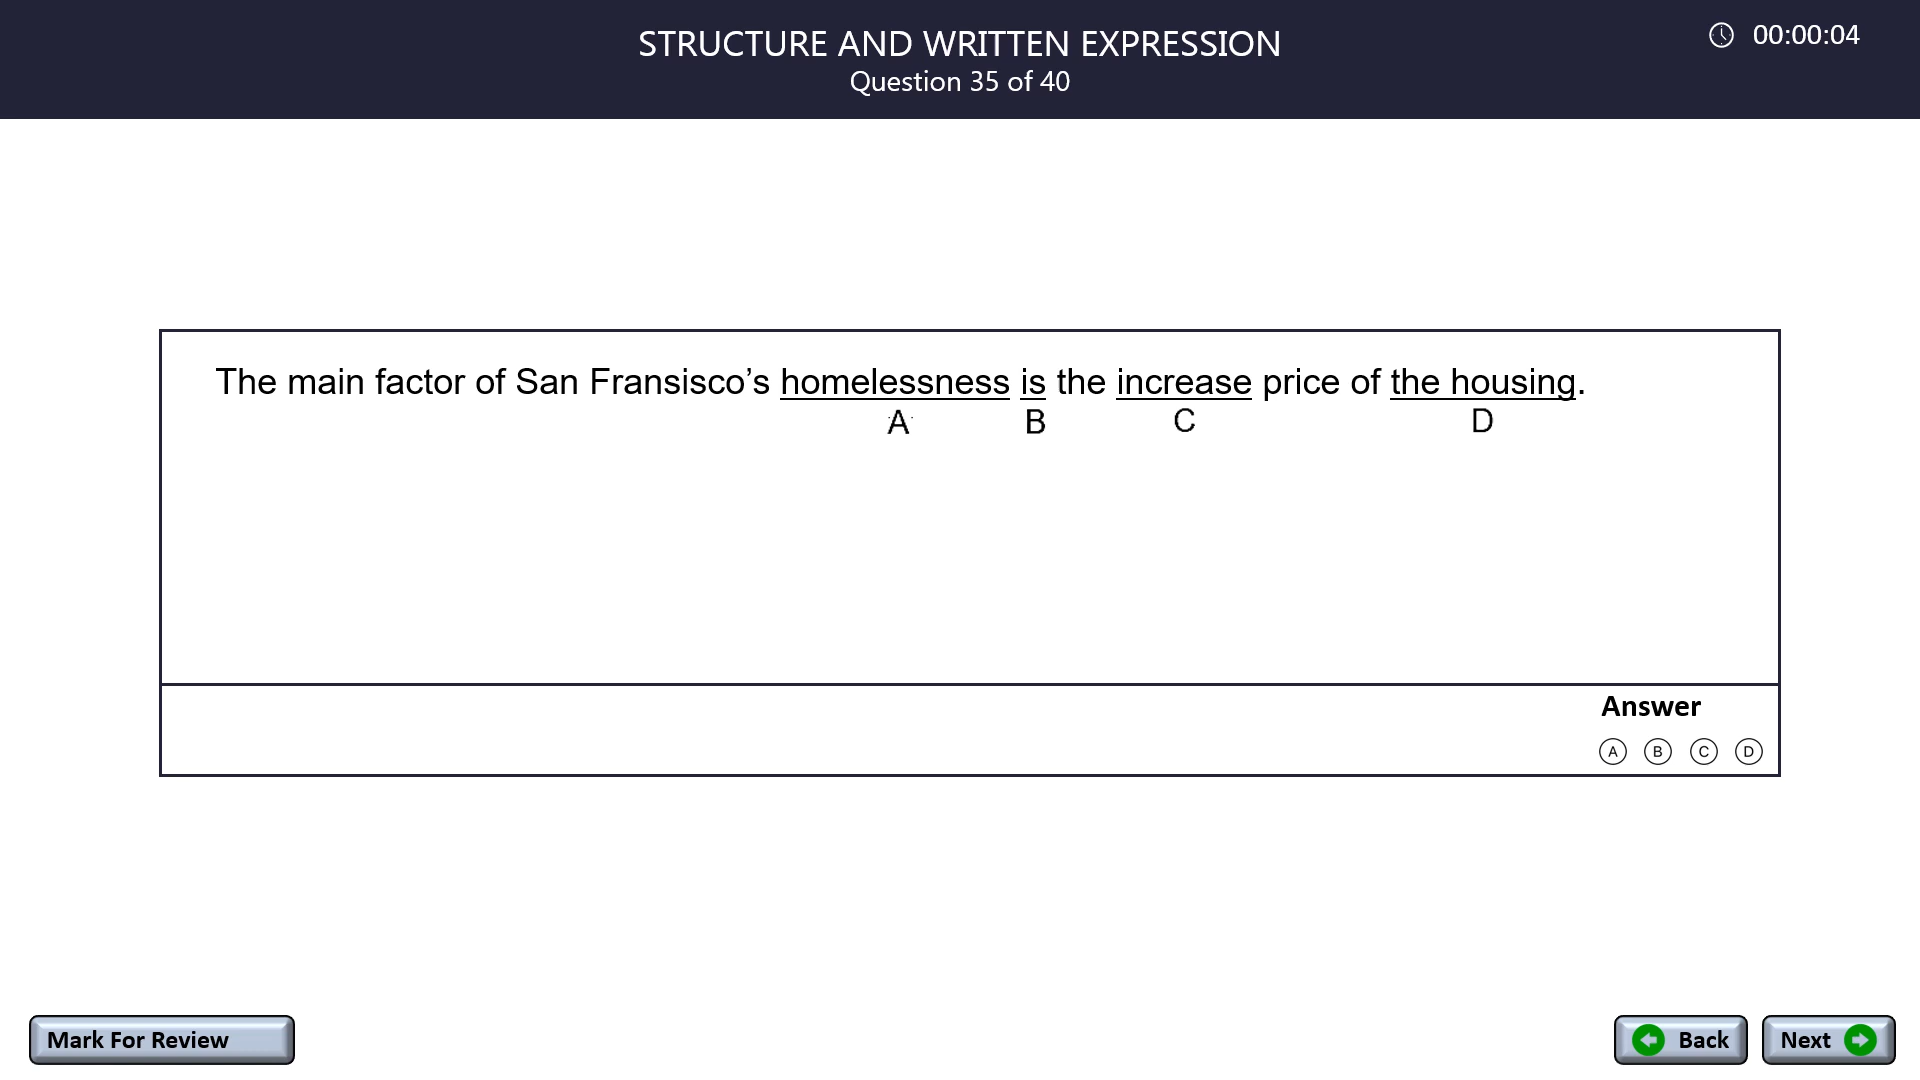 STRUCTURE AND WRITTEN EXPRESSION
00:00:04
Question 35 of 40
The main factor of San Fransisco’s homelessness is the increase price of the housing.
A B C D
Answer
A B C D
Mark For Review
Back
Next